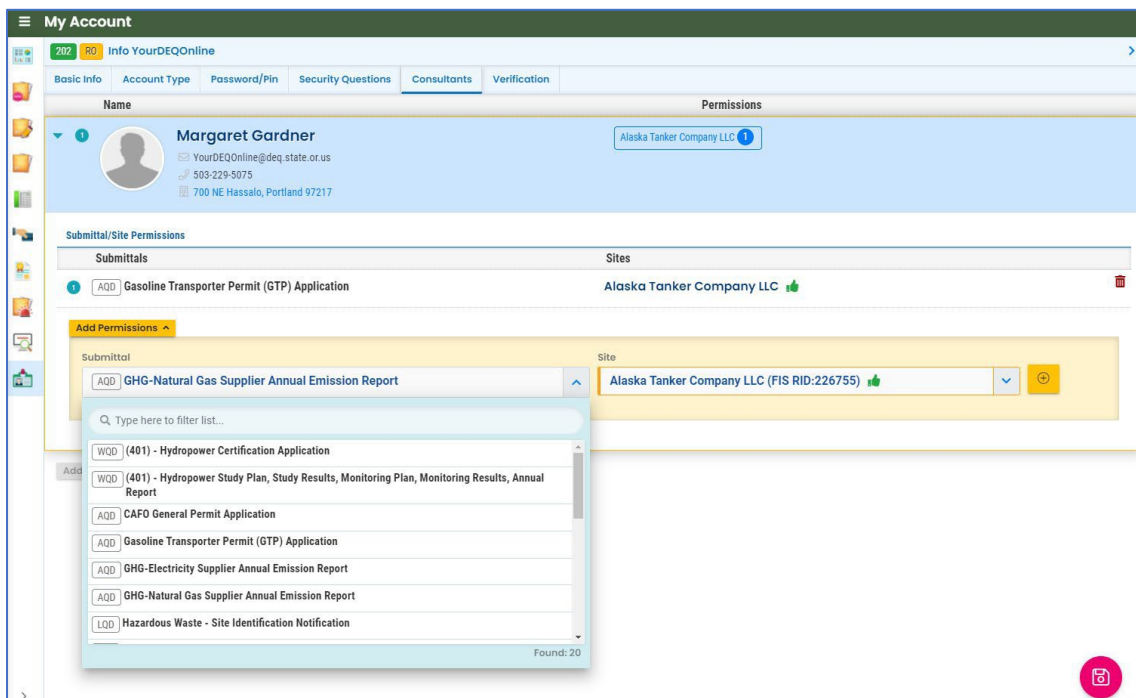 My Account
202 RO Info YourDEQOnline
Basic Info Account Type Password/Pin Security Questions Consultants Verification
Name Permissions
1 Margaret Gardner Alaska Tanker Company LLC 1
YourDEQOnline@deq.state.or.us
503-229-5075
700 NE Hassalo, Portland 97217
Submittal/Site Permissions
Submittals Sites
1 AQD Gasoline Transporter Permit (GTP) Application Alaska Tanker Company LLC
Add Permissions
Submittal Site
AQD GHG-Natural Gas Supplier Annual Emission Report Alaska Tanker Company LLC (FIS RID:226755)
Type here to filter list...
WQD (401) - Hydropower Certification Application
Add
WQD (401) - Hydropower Study Plan, Study Results, Monitoring Plan, Monitoring Results, Annual
Report
AQD CAFO General Permit Application
AQD Gasoline Transporter Permit (GTP) Application
AQD GHG-Electricity Supplier Annual Emission Report
AQD GHG-Natural Gas Supplier Annual Emission Report
LQD Hazardous Waste - Site Identification Notification
Found: 20